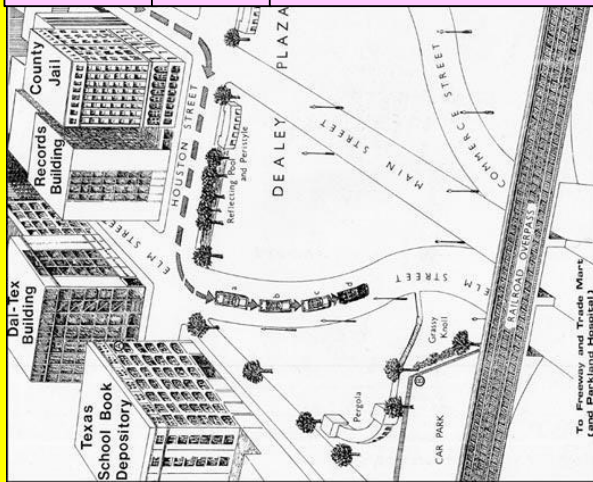 County
Jail
Records
Building
HOUSTON STREET
Dal-Tex
Building
ELM STREET
Texas
School Book
Depository
DEALEY PLAZA
Reflecting Pool
and Peristyle
MAIN STREET
COMMERCE STREET
a
b
c
d
ELM STREET
Grassy
Knoll
Pergola
CAR PARK
RAILROAD OVERPASS
To Freeway and Trade Mart
(and Parkland Hospital)